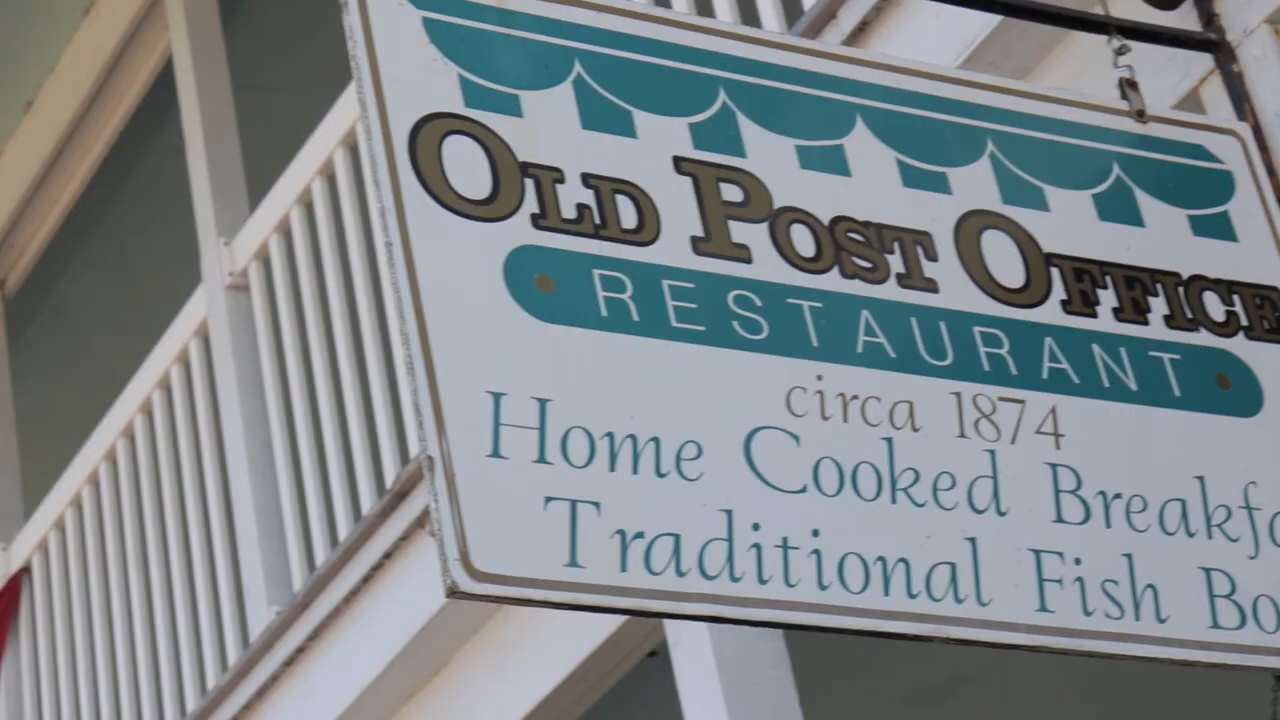 OLD POST OFFICE
RESTAURANT
circa 1874
Home Cooked
Traditional Fish